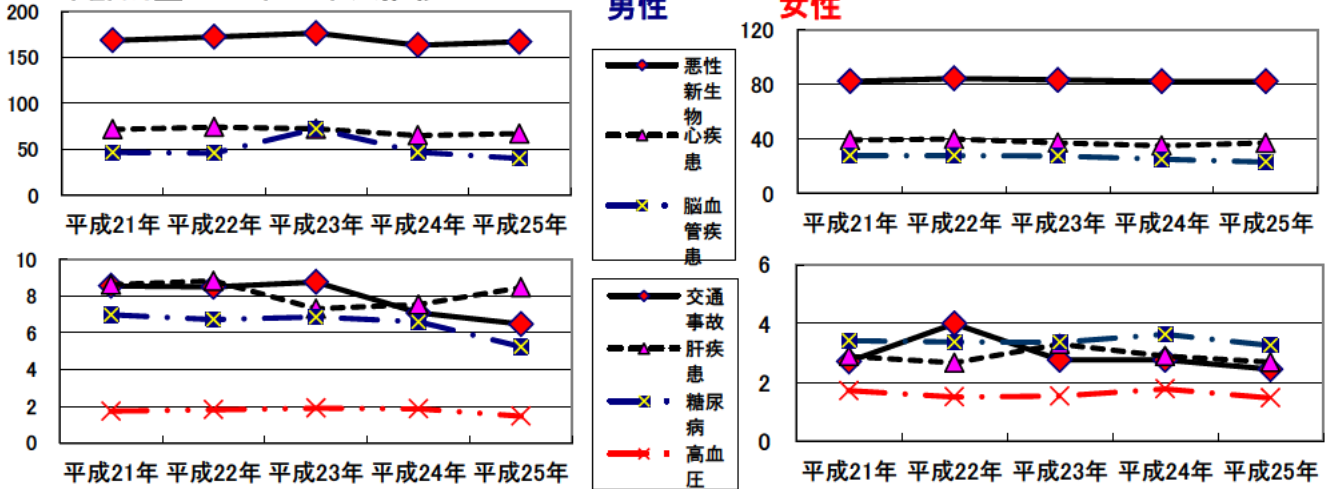 男性
女性
200
150
100
50
0
平成21年 平成22年 平成23年 平成24年 平成25年
悪性
新生
物
心疾
患
脳血
管疾
患
120
80
40
0
平成21年 平成22年 平成23年 平成24年 平成25年
10
8
6
4
2
0
平成21年 平成22年 平成23年 平成24年 平成25年
交通
事故
肝疾
患
糖尿
病
高血
圧
6
4
2
0
平成21年 平成22年 平成23年 平成24年 平成25年